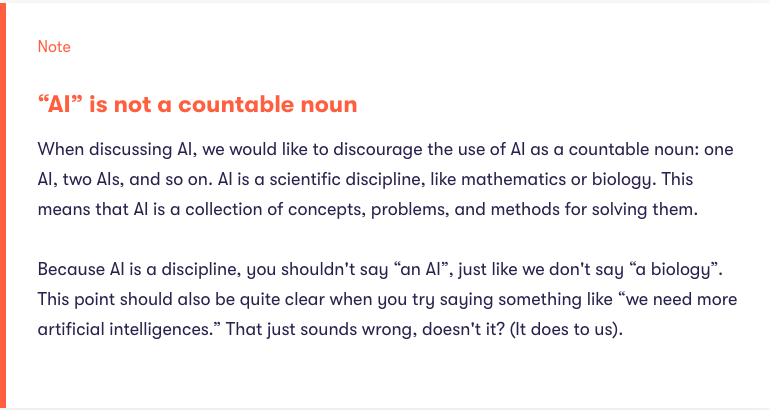 Note
“AI” is not a countable noun
When discussing AI, we would like to discourage the use of AI as a countable noun: one
AI, two AIs, and so on. AI is a scientific discipline, like mathematics or biology. This
means that AI is a collection of concepts, problems, and methods for solving them.
Because AI is a discipline, you shouldn't say “an AI”, just like we don't say “a biology”.
This point should also be quite clear when you try saying something like “we need more
artificial intelligences.” That just sounds wrong, doesn't it? (It does to us).